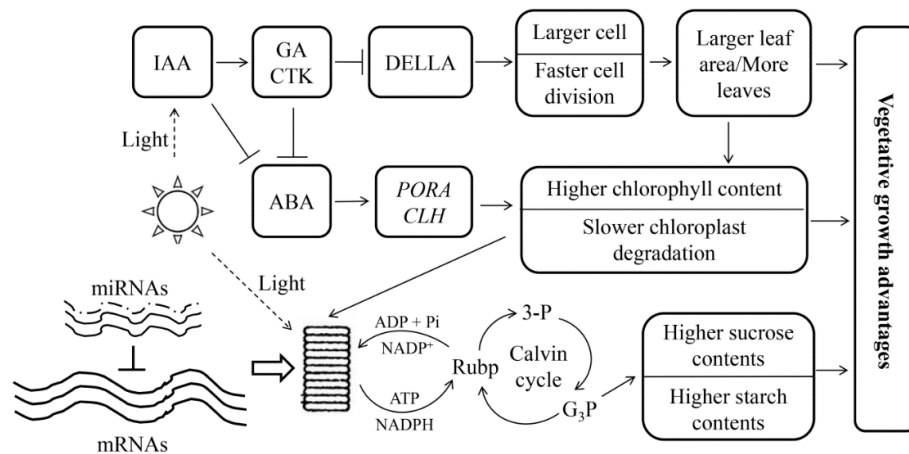 IAA
GA
CTK
DELLA
Larger cell
Faster cell
division
Larger leaf
area/More
leaves
Vegetative growth advantages
Light
ABA
PORA
CLH
Higher chlorophyll content
Slower chloroplast
degradation
Light
miRNAs
mRNAs
ADP + Pi
NADP⁺
ATP
NADPH
Rubp
3-P
Calvin
cycle
G₃P
Higher sucrose
contents
Higher starch
contents